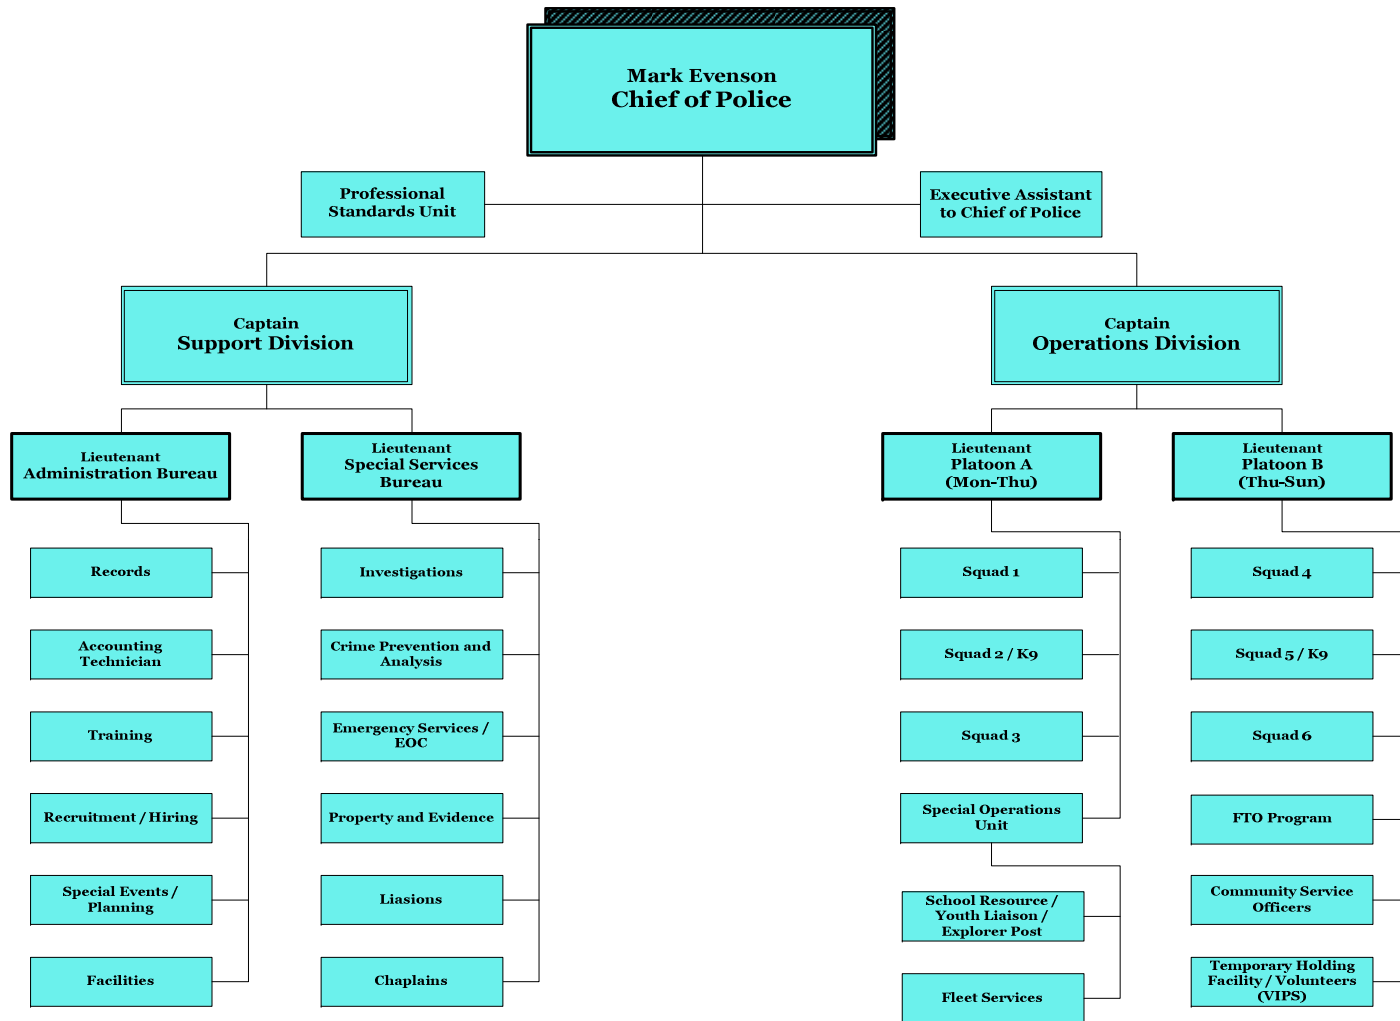 Mark Evenson
Chief of Police
Professional
Standards Unit
Executive Assistant
to Chief of Police
Captain
Support Division
Captain
Operations Division
Lieutenant
Administration Bureau
Lieutenant
Special Services
Bureau
Lieutenant
Platoon A
(Mon-Thu)
Lieutenant
Platoon B
(Thu-Sun)
Records
Accounting
Technician
Training
Recruitment / Hiring
Special Events /
Planning
Facilities
Investigations
Crime Prevention and
Analysis
Emergency Services /
EOC
Property and Evidence
Liasions
Chaplains
Squad 1
Squad 2 / K9
Squad 3
Special Operations
Unit
School Resource /
Youth Liaison /
Explorer Post
Fleet Services
Squad 4
Squad 5 / K9
Squad 6
FTO Program
Community Service
Officers
Temporary Holding
Facility / Volunteers
(VIPS)